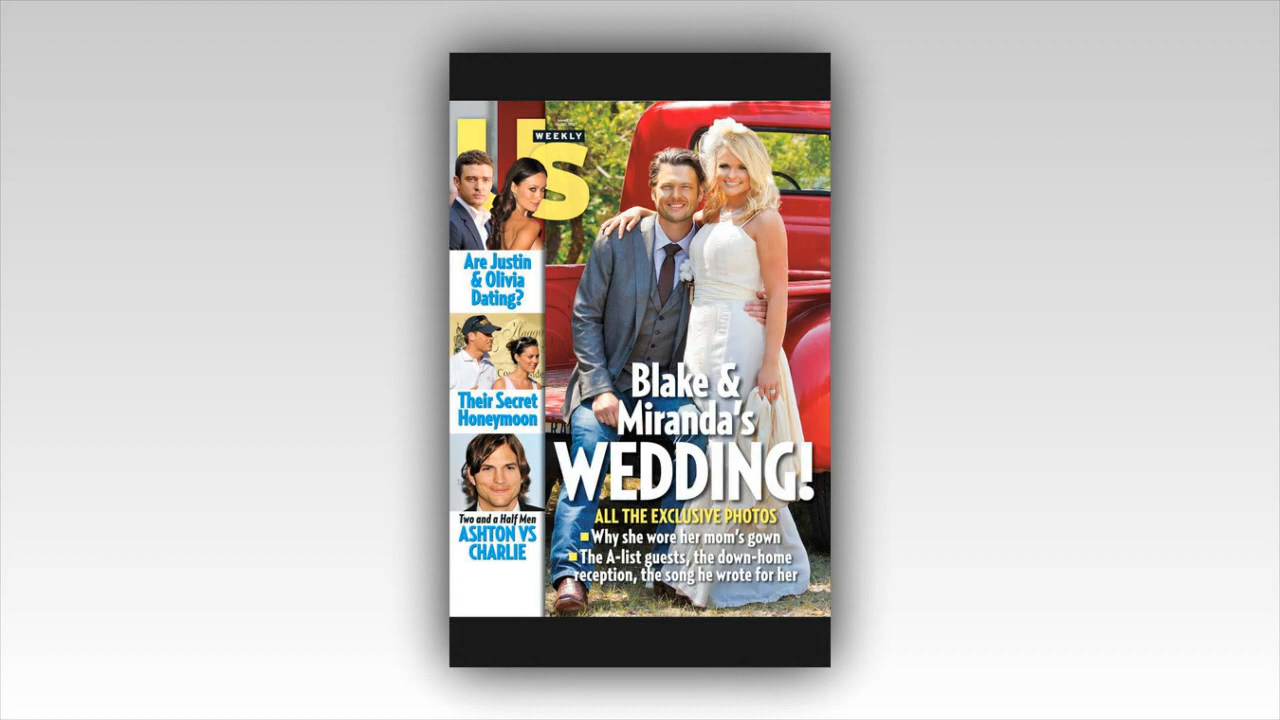 Us
WEEKLY
Are Justin
& Olivia
Dating?
Their Secret
Honeymoon
Two and a Half Men
ASHTON VS
CHARLIE
Blake &
Miranda's
WEDDING!
ALL THE EXCLUSIVE PHOTOS
Why she wore her mom's gown
The A-list guests, the down-home
reception, the song he wrote for her